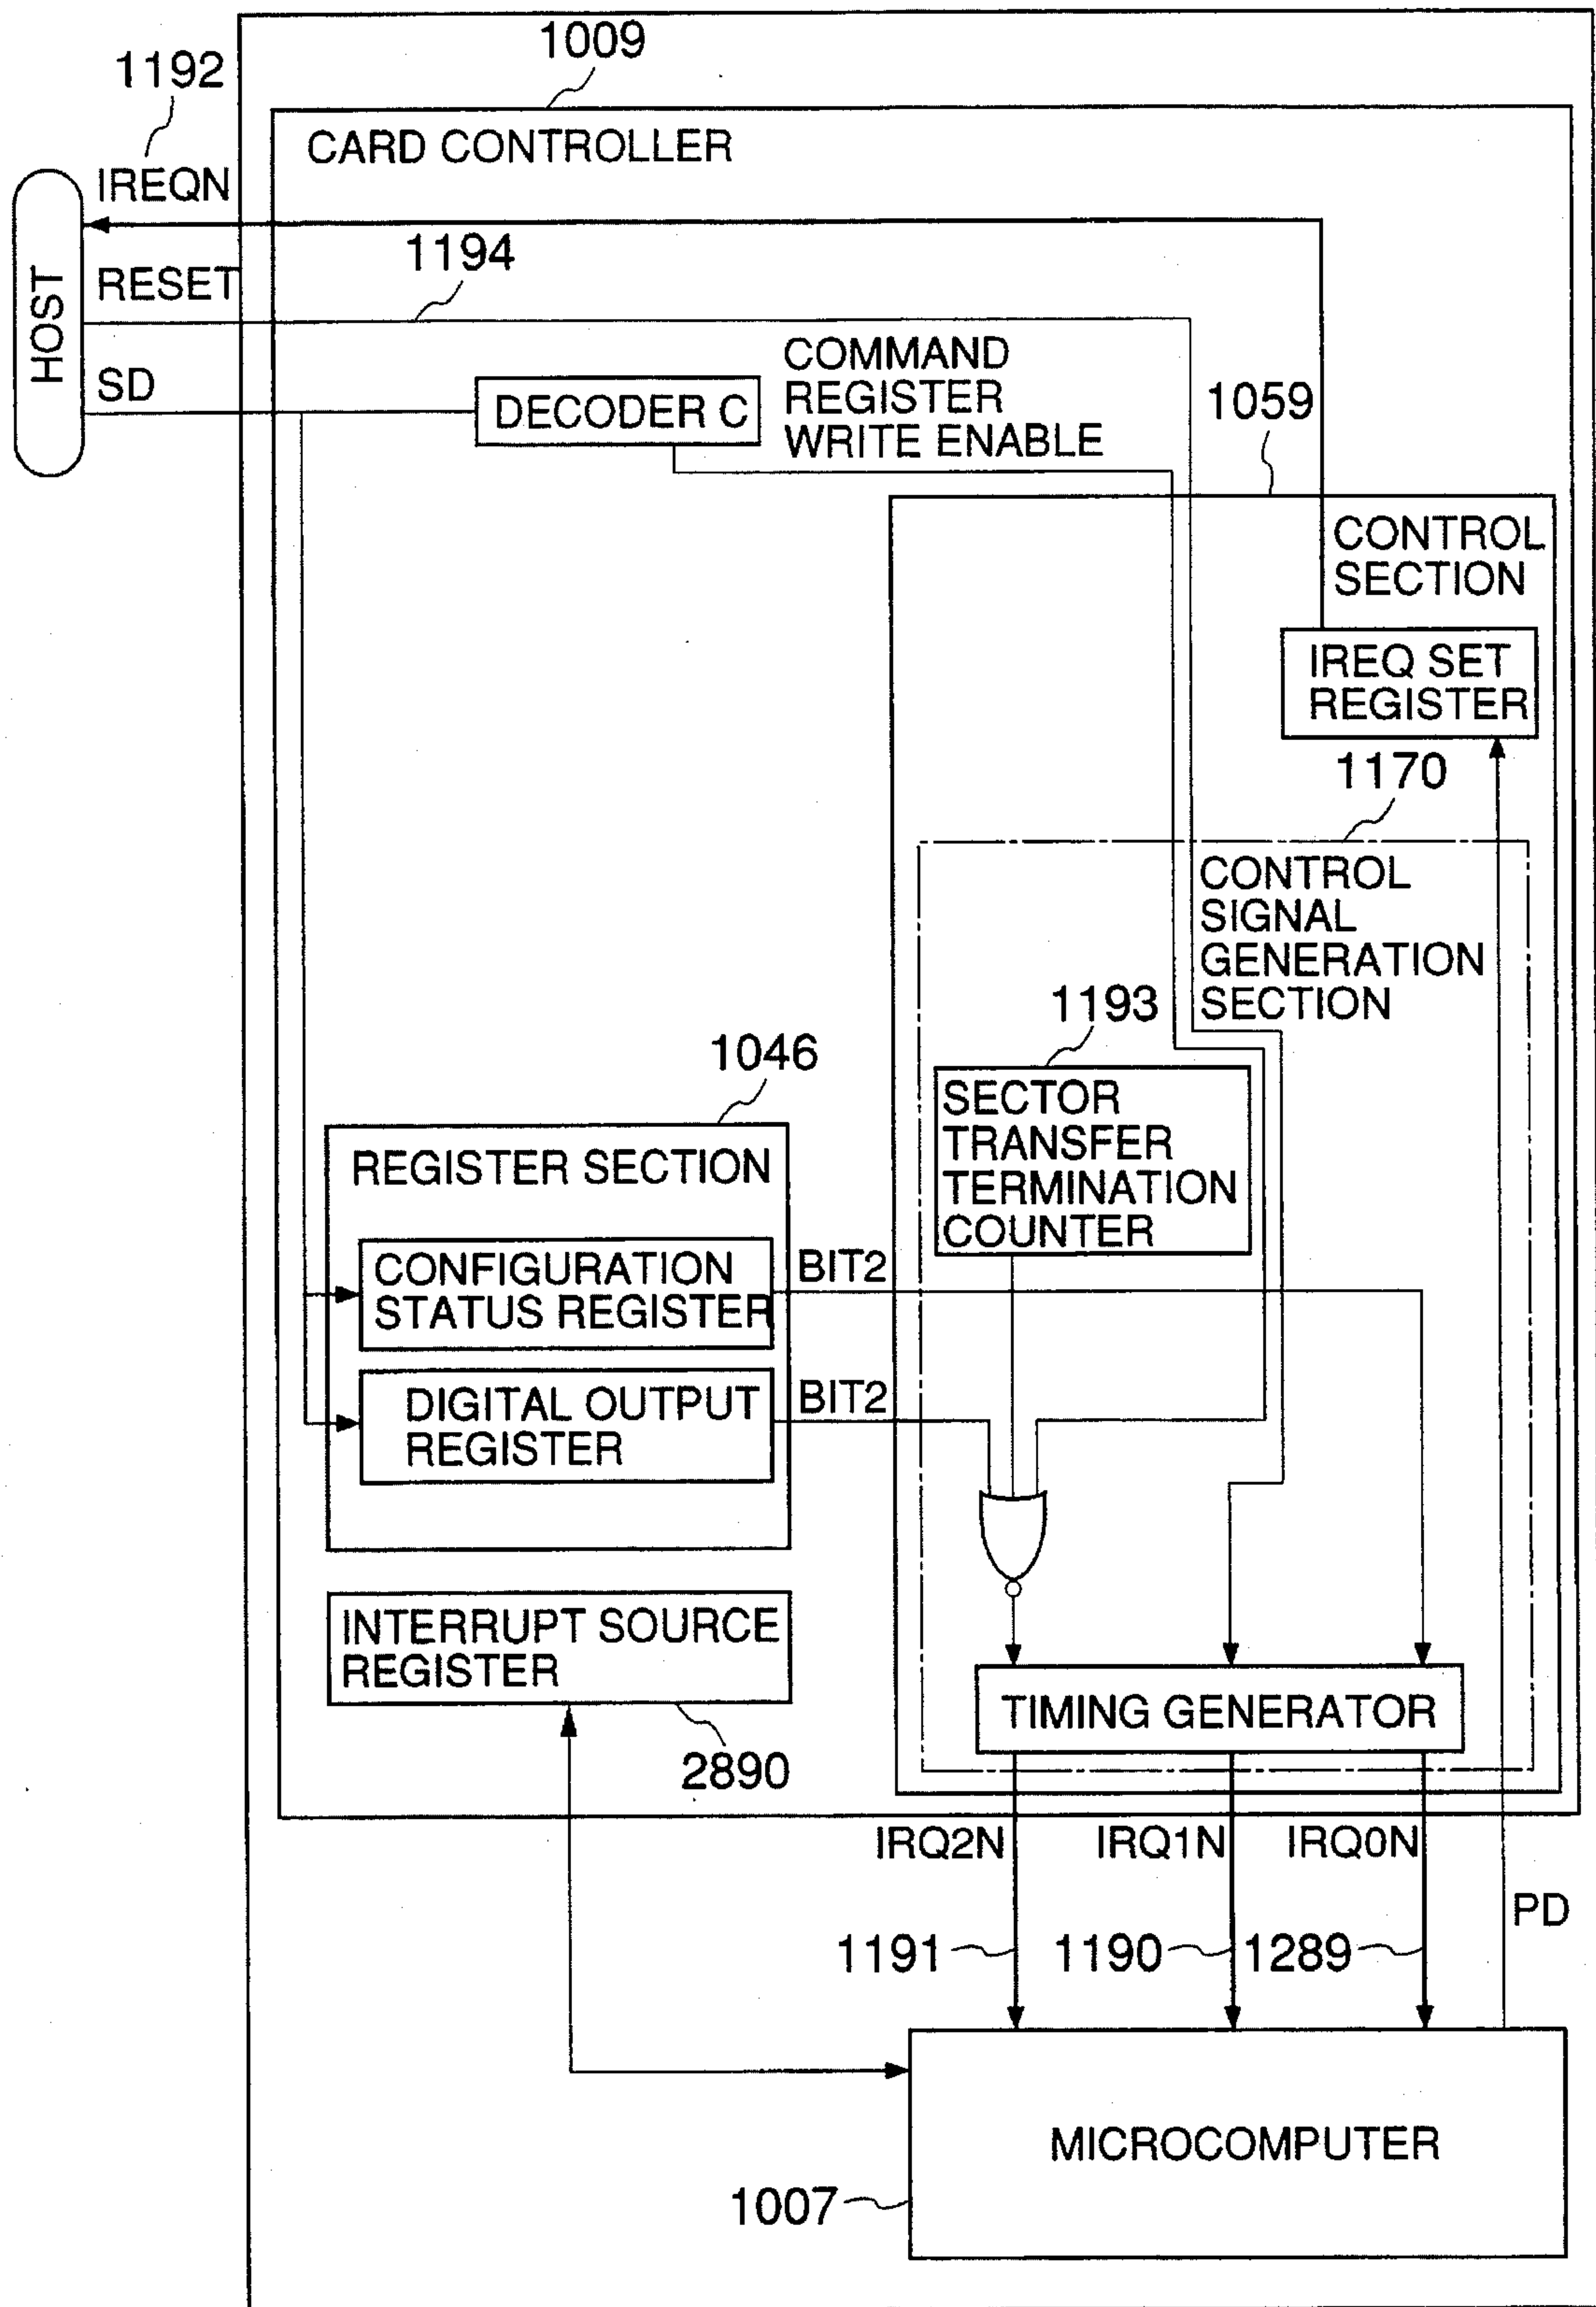 1009
1192
CARD CONTROLLER
IREQN
1194
RESET
HOST
SD
DECODER C
COMMAND
REGISTER
WRITE ENABLE
1059
CONTROL
SECTION
IREQ SET
REGISTER
1170
CONTROL
SIGNAL
GENERATION
SECTION
1193
SECTOR
TRANSFER
TERMINATION
COUNTER
1046
REGISTER SECTION
CONFIGURATION
STATUS REGISTER
BIT2
DIGITAL OUTPUT
REGISTER
BIT2
INTERRUPT SOURCE
REGISTER
2890
TIMING GENERATOR
IRQ2N
IRQ1N
IRQ0N
PD
1191
1190
1289
MICROCOMPUTER
1007